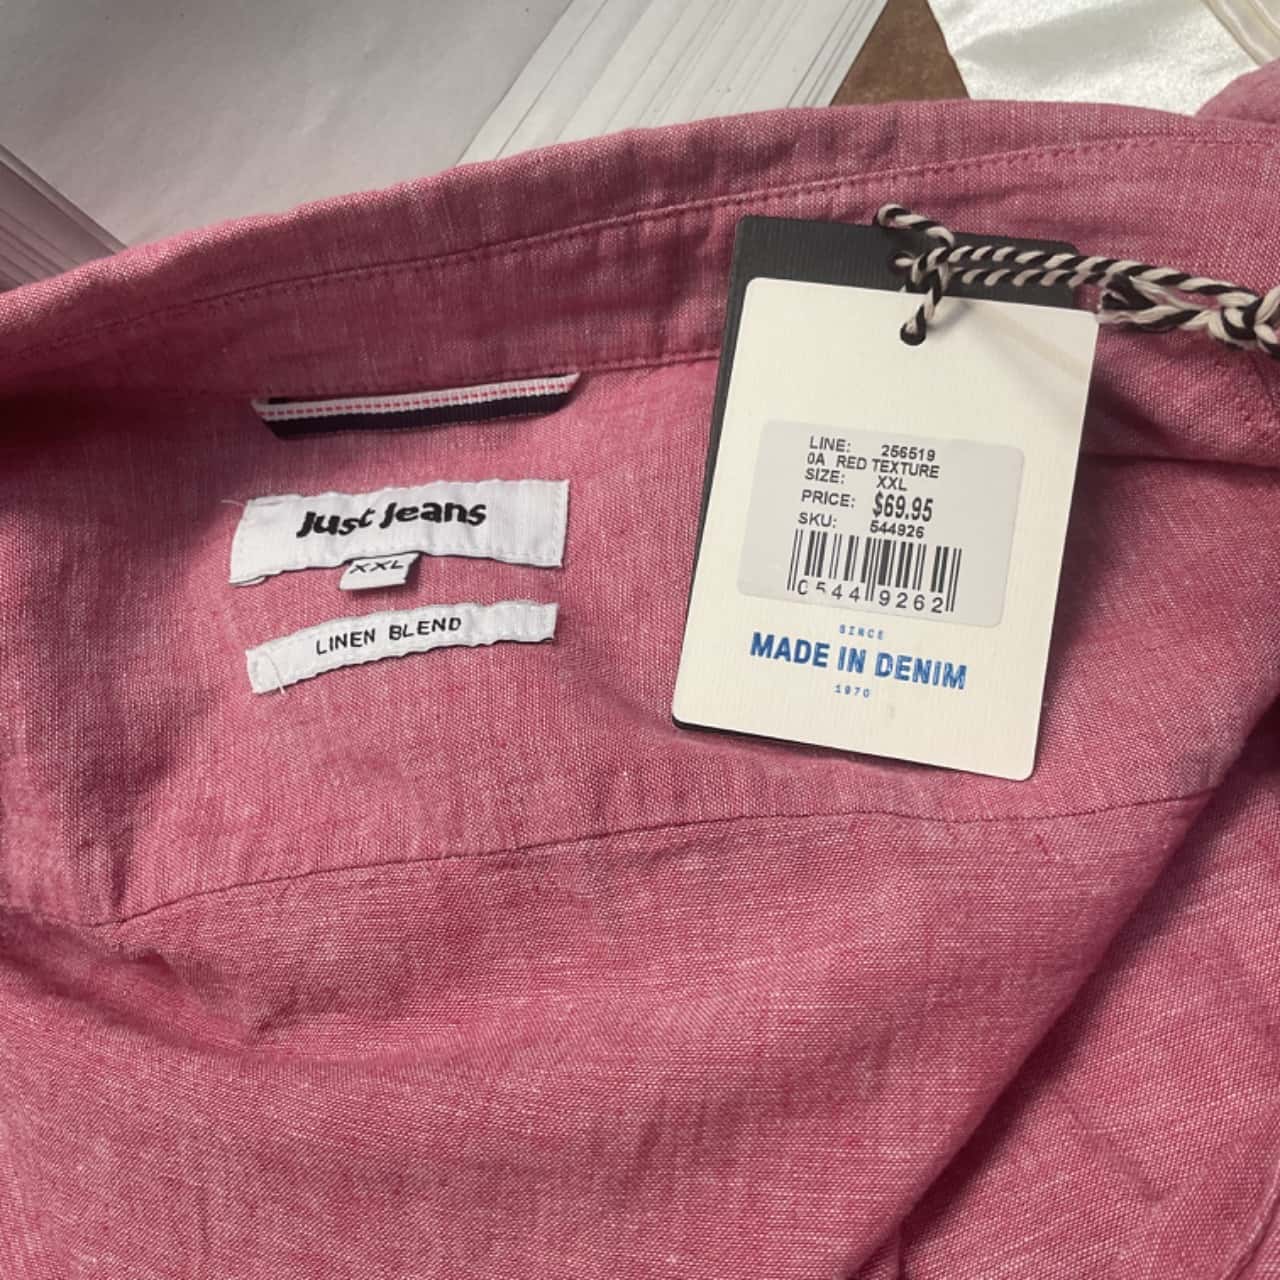 Just Jeans
XXL
LINEN BLEND
LINE: 256519
0A RED TEXTURE
SIZE: XXL
PRICE: $69.95
SKU: 544926
05449262
SINCE
MADE IN DENIM
1970